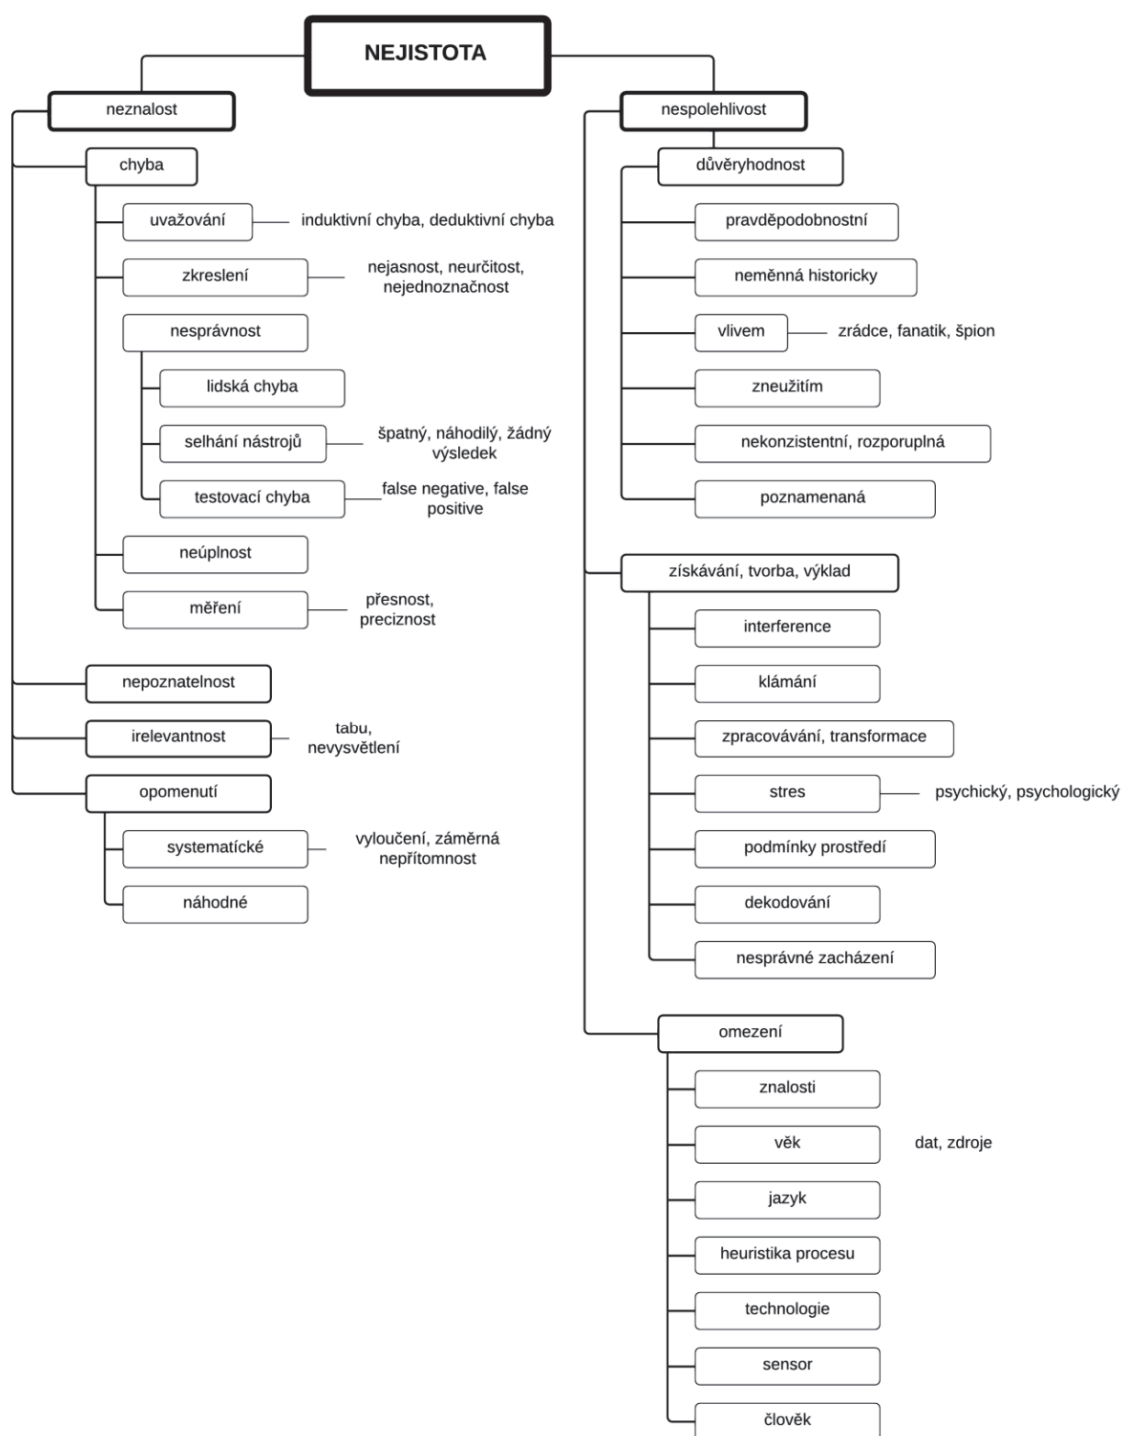 NEJISTOTA
neznalost
chyba
uvažování
induktivní chyba, deduktivní chyba
zkreslení
nejasnost, neurčitost,
nejednoznačnost
nesprávnost
lidská chyba
selhání nástrojů
špatný, náhodilý, žádný
výsledek
testovací chyba
false negative, false
positive
neúplnost
měření
přesnost,
preciznost
nepoznatelnost
irelevantnost
tabu,
nevysvětlení
opomenutí
systematícké
vyloučení, záměrná
nepřítomnost
náhodné
nespolehlivost
důvěryhodnost
pravděpodobnostní
neměnná historicky
vlivem
zrádce, fanatik, špion
zneužitím
nekonzistentní, rozporuplná
poznamenaná
získávání, tvorba, výklad
interference
klámání
zpracovávání, transformace
stres
psychický, psychologický
podmínky prostředí
dekodování
nesprávné zacházení
omezení
znalosti
věk
dat, zdroje
jazyk
heuristika procesu
technologie
sensor
člověk